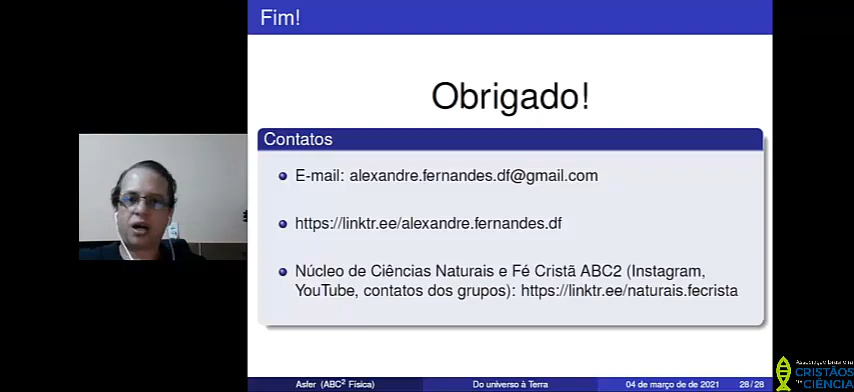 Fim!
Obrigado!
Contatos
E-mail: alexandre.fernandes.df@gmail.com
https://linktr.ee/alexandre.fernandes.df
Núcleo de Ciências Naturais e Fé Cristã ABC2 (Instagram,
YouTube, contatos dos grupos): https://linktr.ee/naturais.fecrista
Asfer (ABC² Física) Do universo à Terra 04 de março de de 2021 28/28
Associação Brasileira
CRISTÃOS
CIÊNCIA